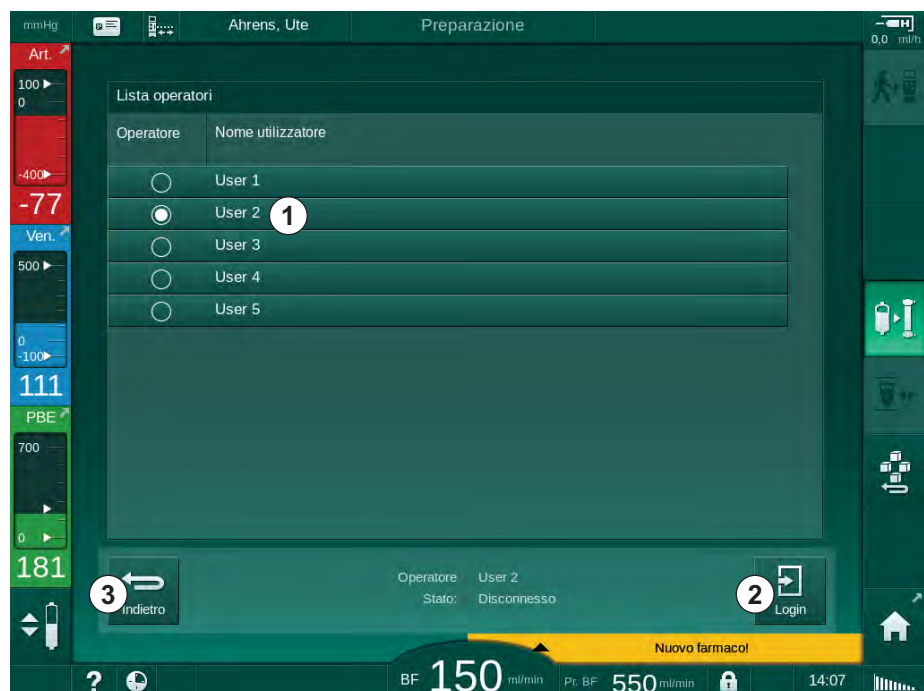 mmHg
Ahrens, Ute
Preparazione
0,0 ml/h
Art.
100
0
-400
-77
Ven.
500
0
-100
111
PBE
700
0
181
Lista operatori
Operatore Nome utilizzatore
User 1
User 2 1
User 3
User 4
User 5
3
Indietro
Operatore User 2
Stato: Disconnesso
2
Login
Nuovo farmaco!
? BF 150 ml/min Pr. BF 550 ml/min 14:07